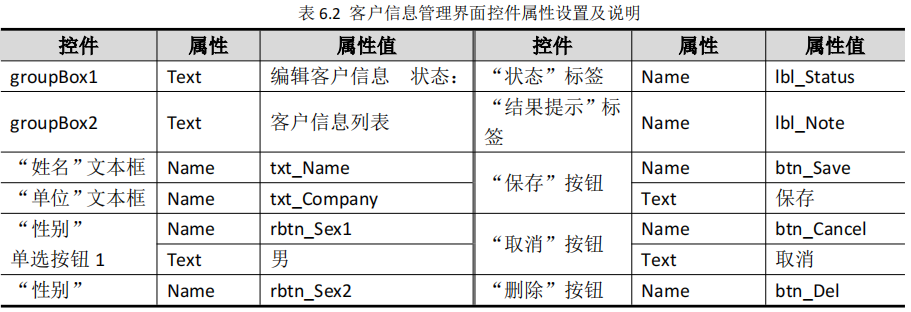 表 6.2 客户信息管理界面控件属性设置及说明
控件 属性 属性值 控件 属性 属性值
groupBox1 Text 编辑客户信息 状态： “状态”标签 Name lbl_Status
groupBox2 Text 客户信息列表 “结果提示”标签 Name lbl_Note
“姓名”文本框 Name txt_Name “保存”按钮 Name btn_Save
“单位”文本框 Name txt_Company Text 保存
“性别” Name rbtn_Sex1 “取消”按钮 Name btn_Cancel
单选按钮 1 Text 男 Text 取消
“性别” Name rbtn_Sex2 “删除”按钮 Name btn_Del